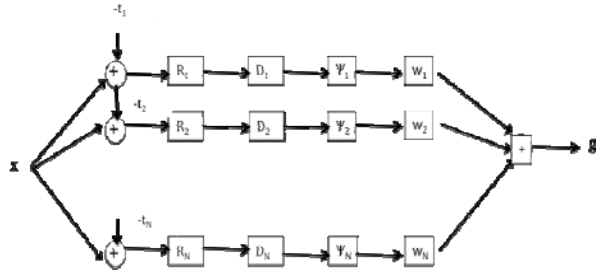 -t1
+ R1 D1 Ψ1 w1
-t2
+ R2 D2 Ψ2 w2
x + g
-tN
+ RN DN ΨN wN